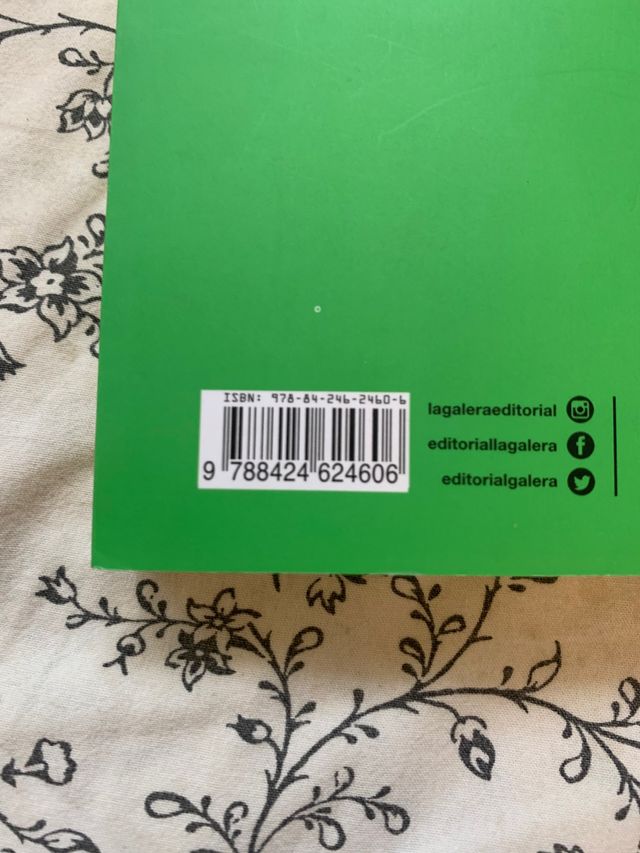 ISBN: 978-84-246-2460-6
9 788424 624606
lagaleraeditorial
editoriallagalera
editorialgalera